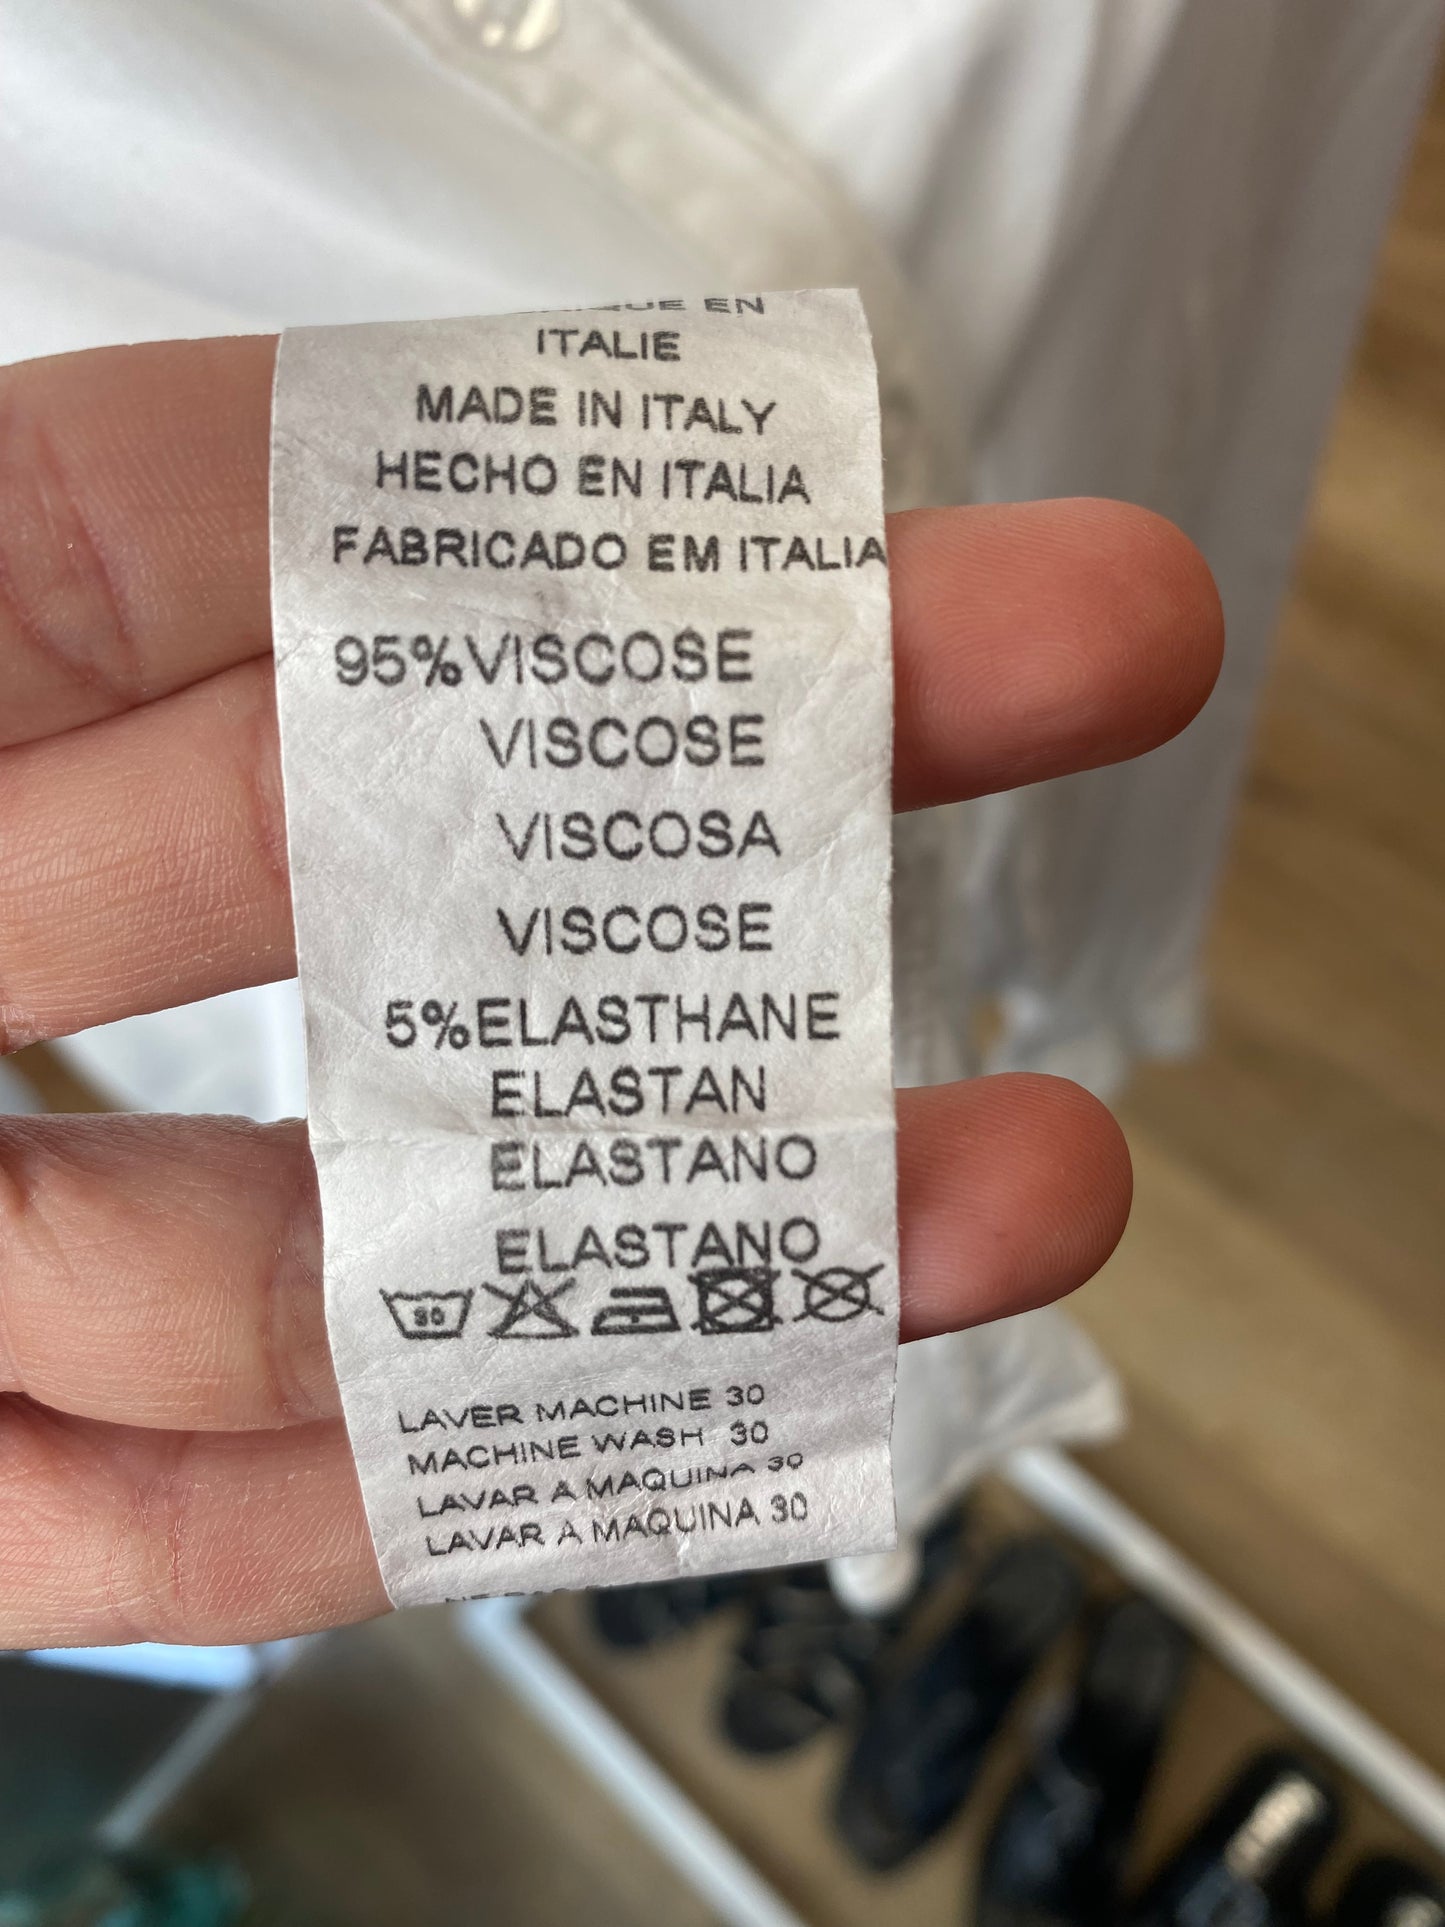 EN
ITALIE
MADE IN ITALY
HECHO EN ITALIA
FABRICADO EM ITALIA
95%VISCOSE
VISCOSE
VISCOSA
VISCOSE
5%ELASTHANE
ELASTAN
ELASTANO
ELASTANO
30
LAVER MACHINE 30
MACHINE WASH 30
LAVAR A MAQUINA 30
LAVAR A MAQUINA 30